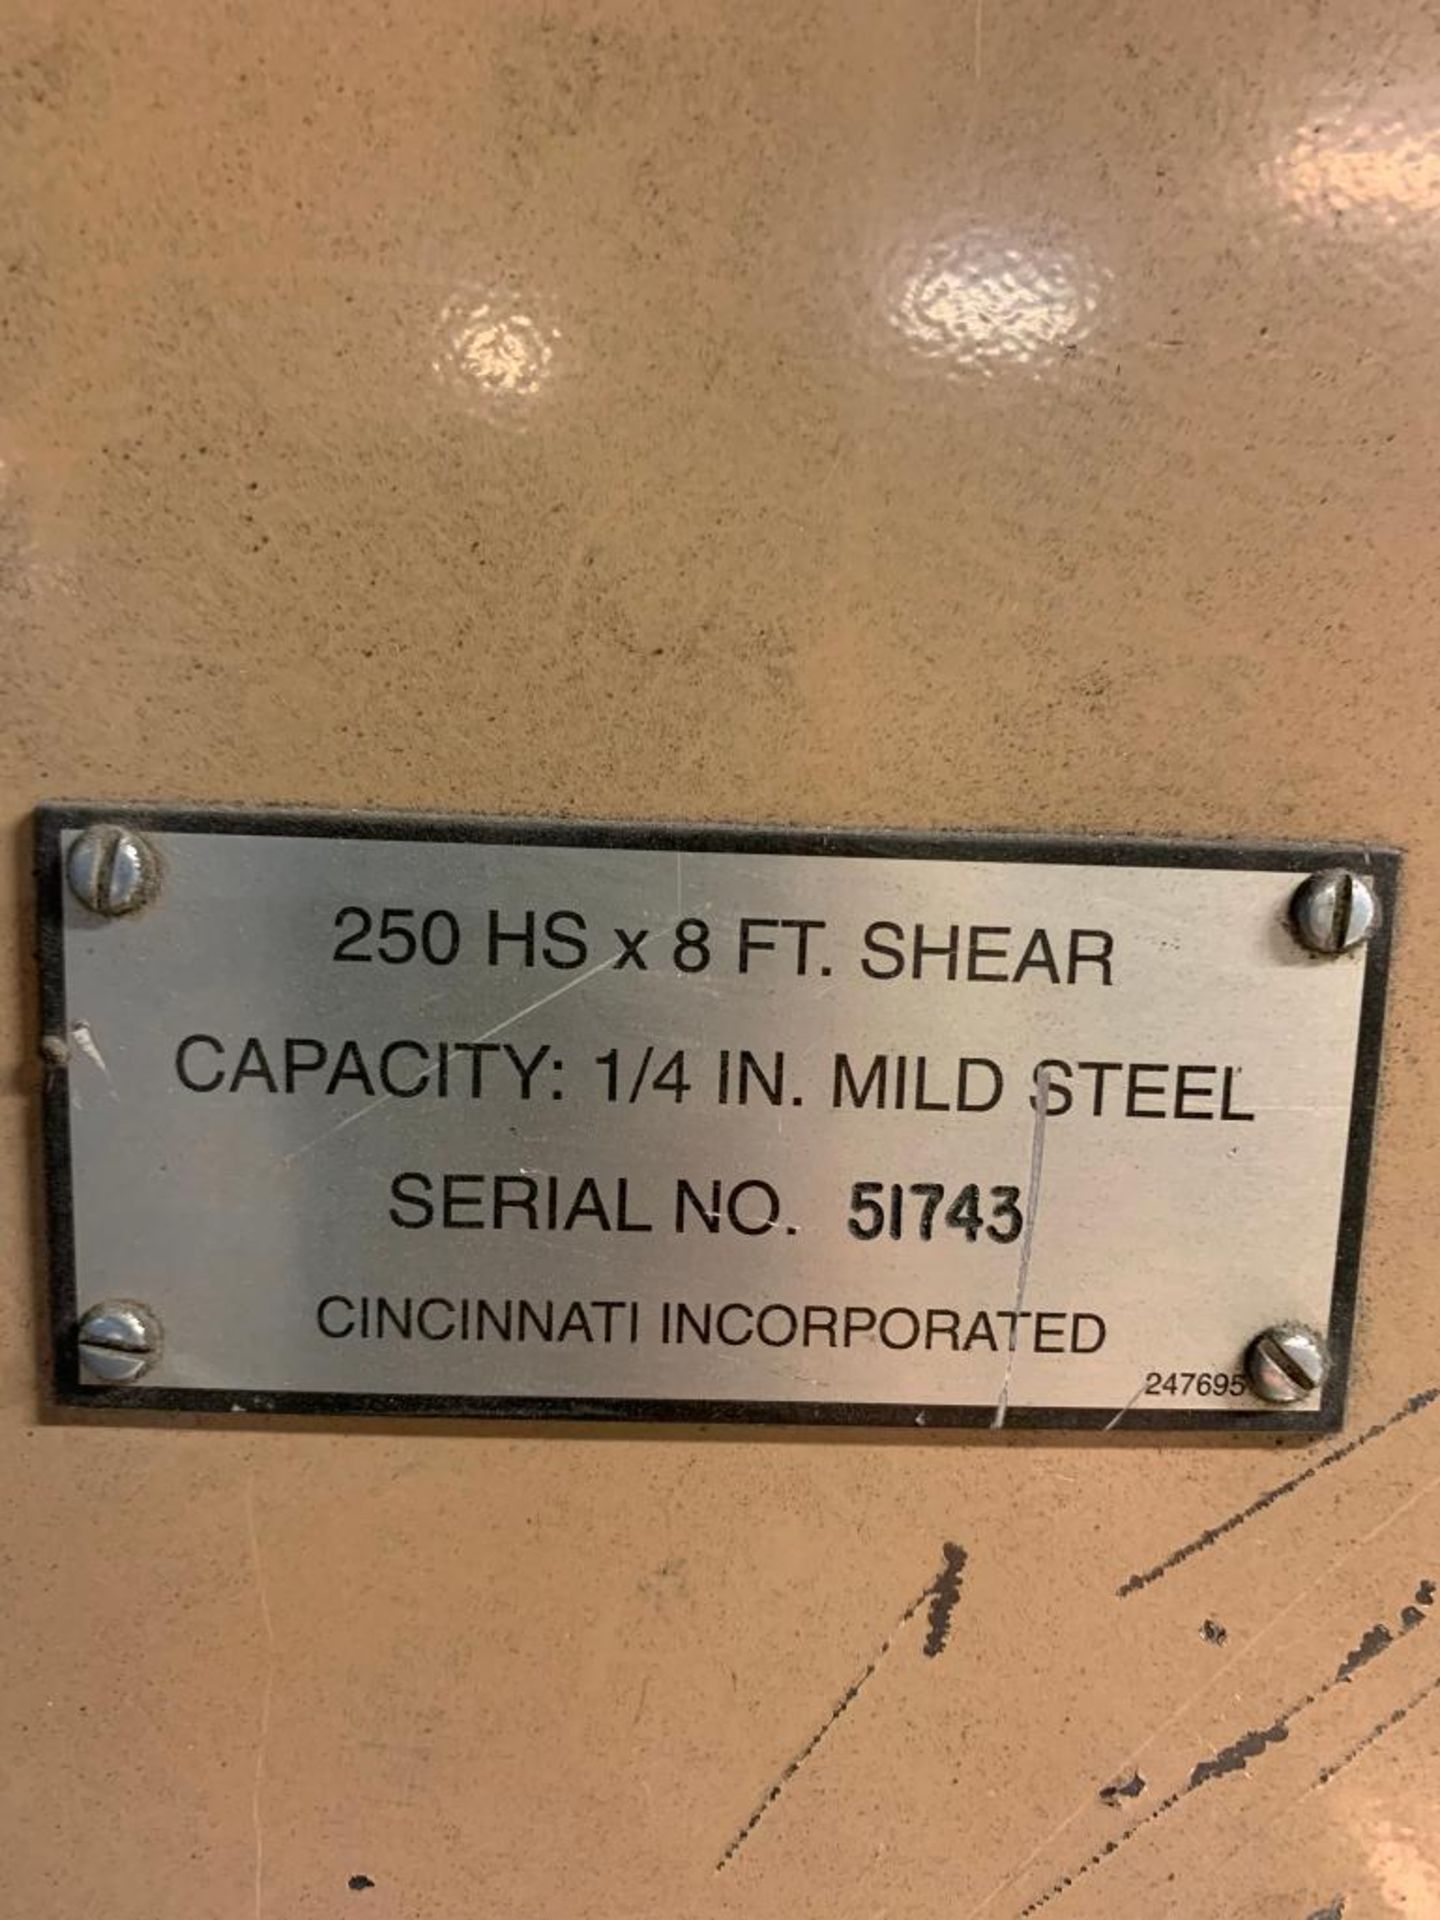 250 HS x 8 FT. SHEAR
CAPACITY: 1/4 IN. MILD STEEL
SERIAL NO. 51743
CINCINNATI INCORPORATED
247695